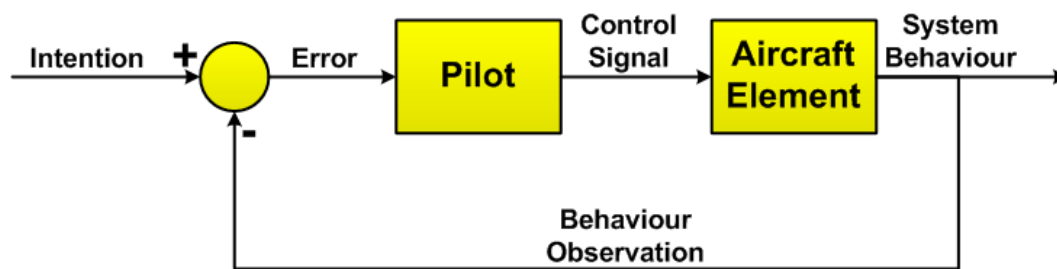 Intention
+
-
Error
Pilot
Control
Signal
Aircraft
Element
System
Behaviour
Behaviour
Observation